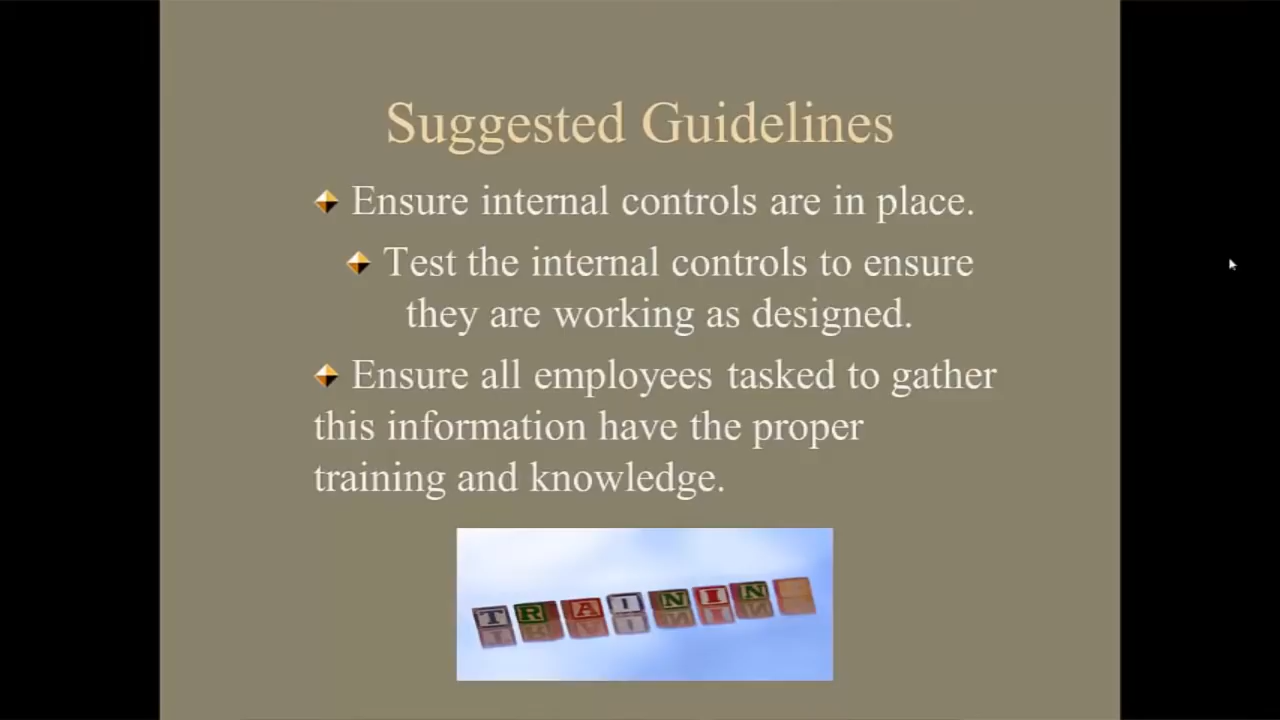 Suggested Guidelines
Ensure internal controls are in place.
Test the internal controls to ensure
they are working as designed.
Ensure all employees tasked to gather
this information have the proper
training and knowledge.
TRAININ